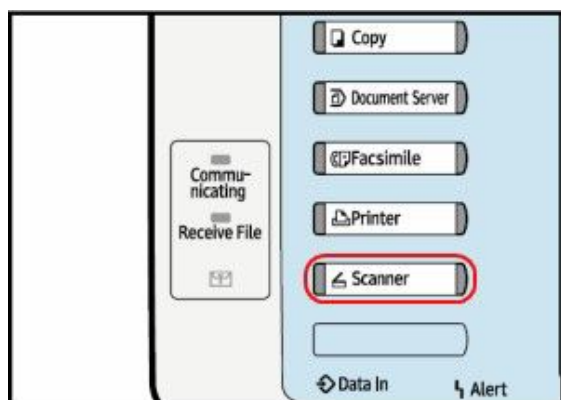 Copy
Document Server
Facsimile
Commu-
nicating
Printer
Receive File
Scanner
Data In
Alert